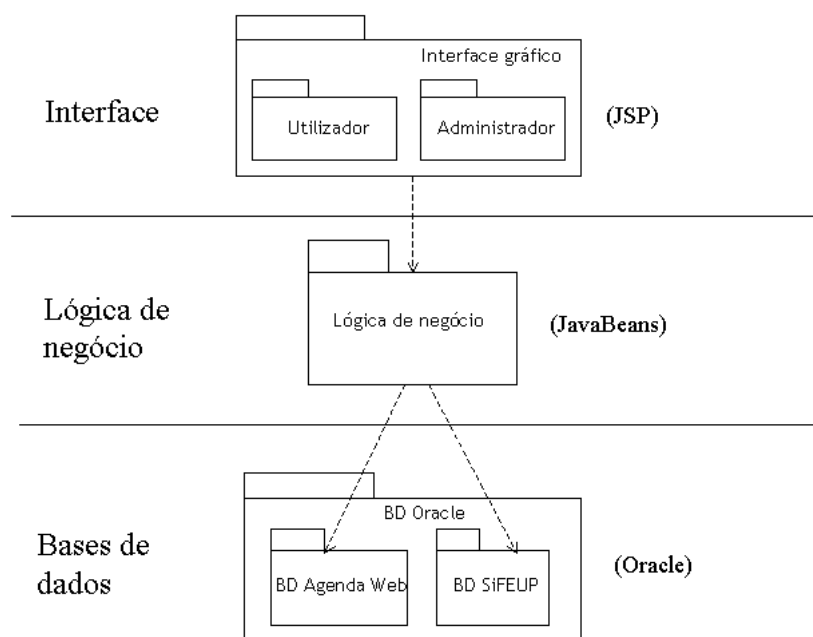 Interface gráfico
Interface
Utilizador
Administrador
(JSP)
Lógica de
negócio
Lógica de negócio
(JavaBeans)
BD Oracle
Bases de
dados
BD Agenda Web
BD SiFEUP
(Oracle)